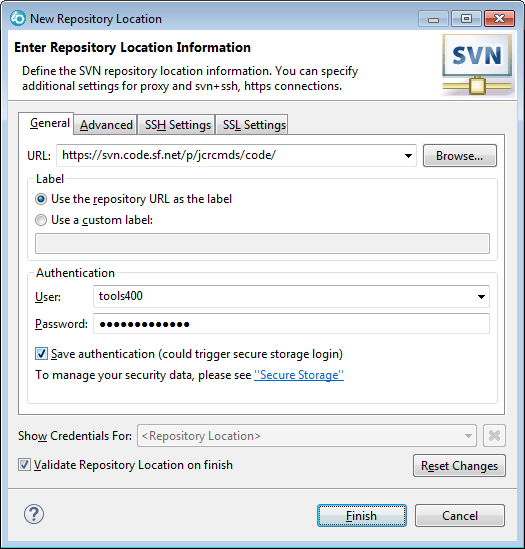 New Repository Location
Enter Repository Location Information
Define the SVN repository location information. You can specify
additional settings for proxy and svn+ssh, https connections.
SVN
General Advanced SSH Settings SSL Settings
URL: https://svn.code.sf.net/p/jcrcmds/code/ Browse...
Label
Use the repository URL as the label
Use a custom label:
Authentication
User: tools400
Password: ●●●●●●●●●●●●●
Save authentication (could trigger secure storage login)
To manage your security data, please see "Secure Storage"
Show Credentials For: <Repository Location>
Validate Repository Location on finish Reset Changes
? Finish Cancel